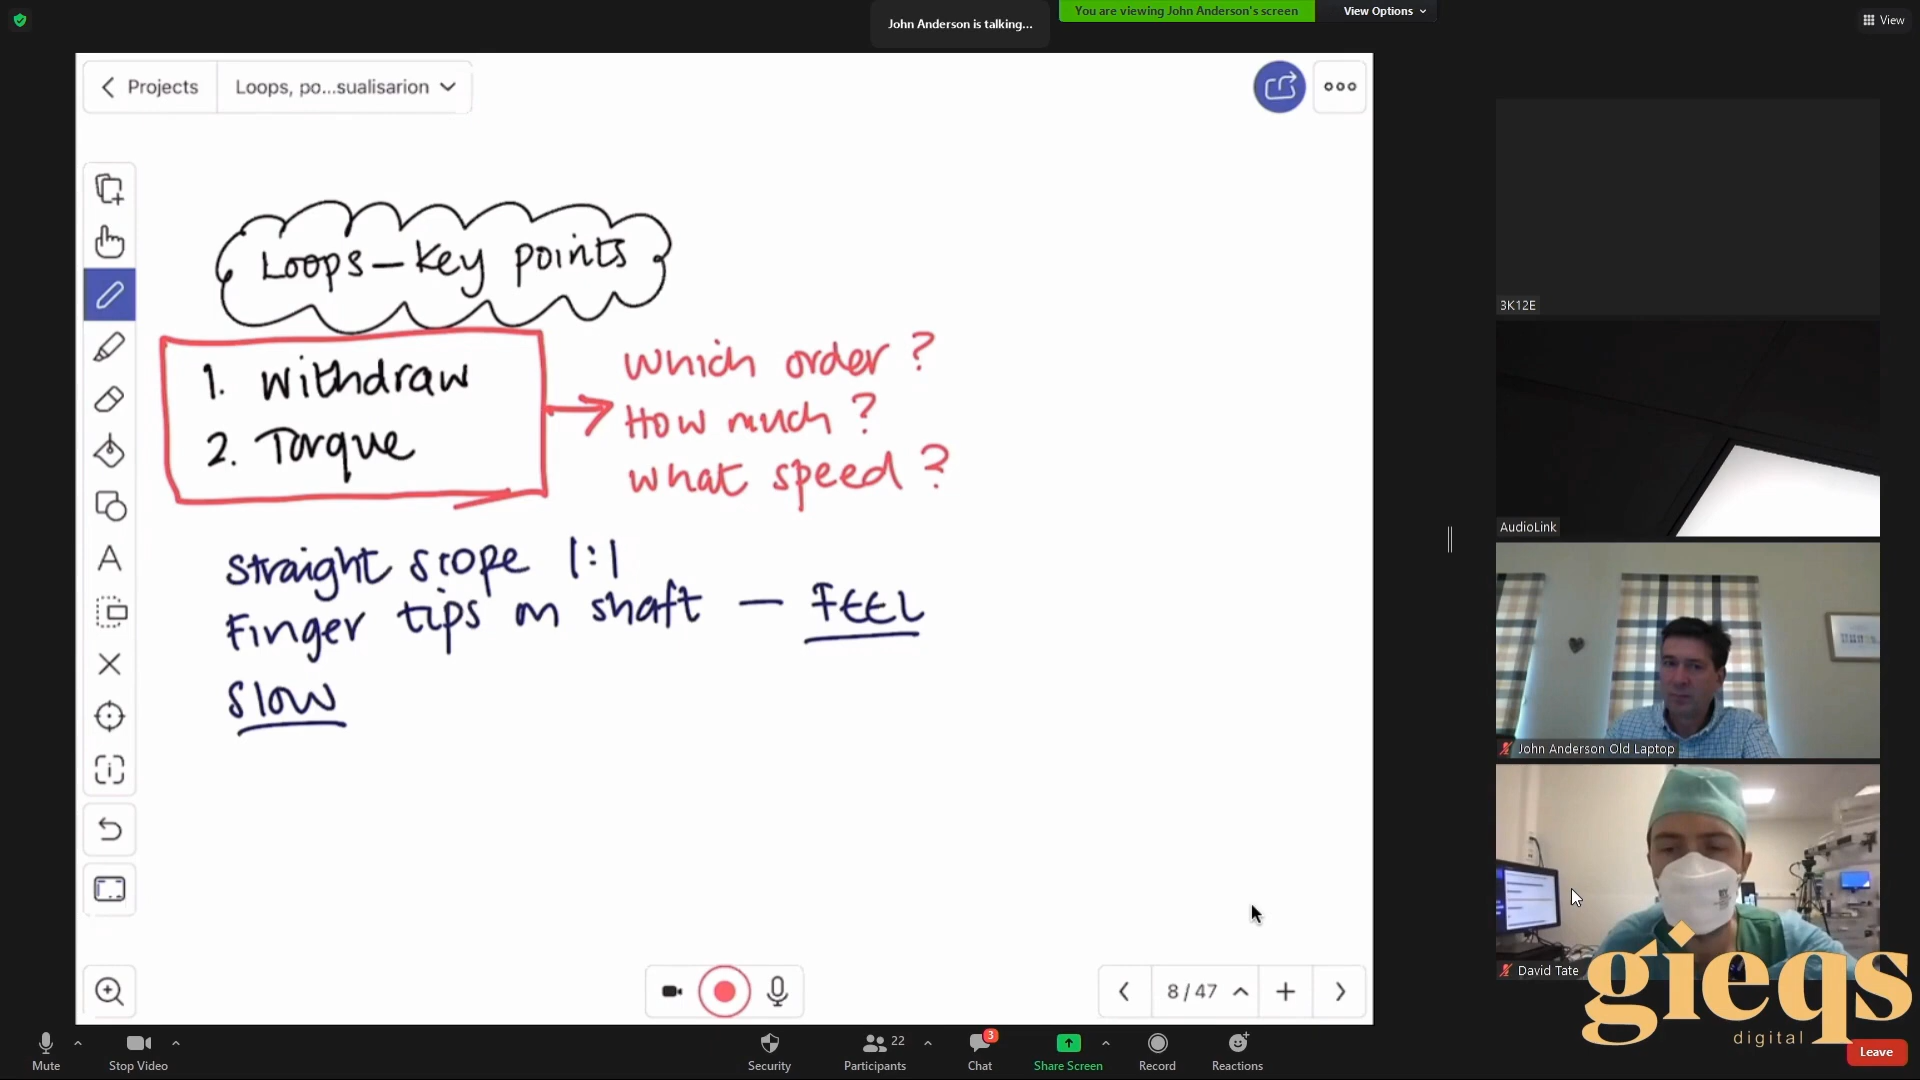 John Anderson is talking...
You are viewing John Anderson's screen
View Options
View
Projects
Loops, po...sualisarion
Loops - Key points
1. Withdraw
2. Torque
Which order ?
How much ?
What speed ?
Straight scope 1:1
Finger tips on shaft - FEEL
Slow
8 / 47
3K12E
AudioLink
John Anderson Old Laptop
David Tate
gieqs
digital
Mute
Stop Video
Security
22
Participants
3
Chat
Share Screen
Record
Reactions
Leave